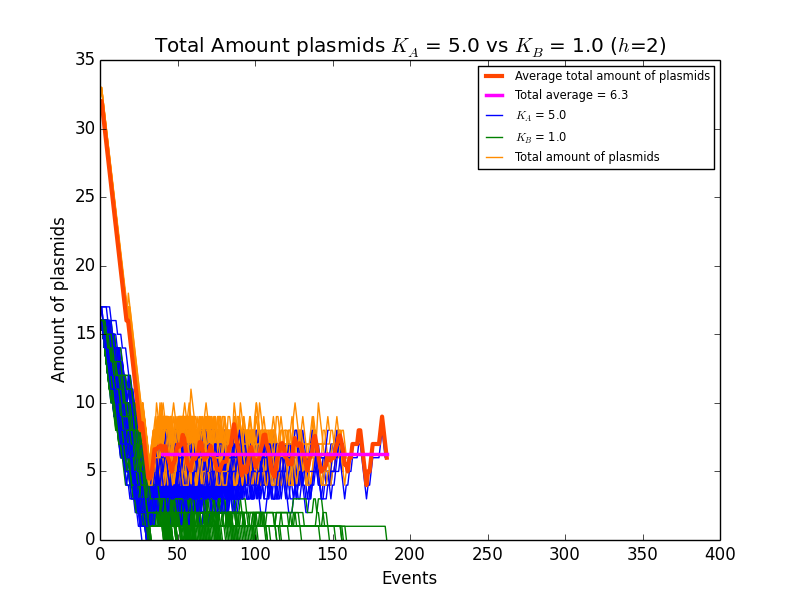 Total Amount plasmids K_A = 5.0 vs K_B = 1.0 (h=2)
Average total amount of plasmids
Total average = 6.3
K_A = 5.0
K_B = 1.0
Total amount of plasmids
35
30
25
20
15
10
5
0
Amount of plasmids
0 50 100 150 200 250 300 350 400
Events